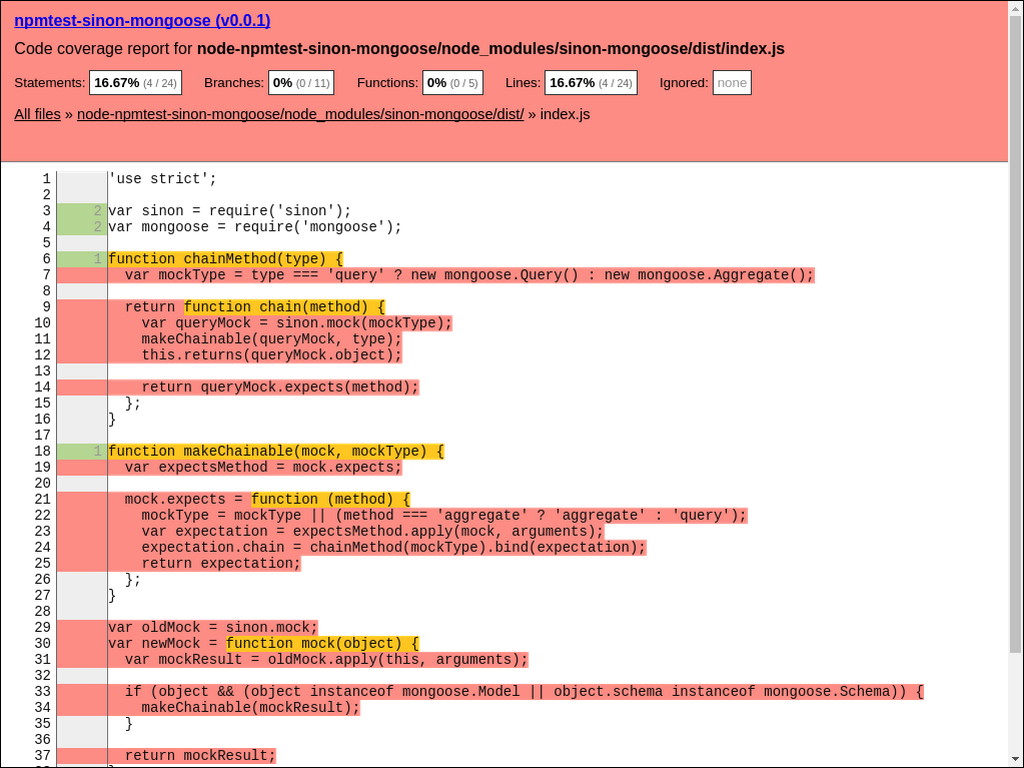 npmtest-sinon-mongoose (v0.0.1)
Code coverage report for node-npmtest-sinon-mongoose/node_modules/sinon-mongoose/dist/index.js
Statements: 16.67% (4 / 24) Branches: 0% (0 / 11) Functions: 0% (0 / 5) Lines: 16.67% (4 / 24) Ignored: none
All files » node-npmtest-sinon-mongoose/node_modules/sinon-mongoose/dist/ » index.js
1 'use strict';
2
3 2 var sinon = require('sinon');
4 2 var mongoose = require('mongoose');
5
6 1 function chainMethod(type) {
7   var mockType = type === 'query' ? new mongoose.Query() : new mongoose.Aggregate();
8
9   return function chain(method) {
10     var queryMock = sinon.mock(mockType);
11     makeChainable(queryMock, type);
12     this.returns(queryMock.object);
13
14     return queryMock.expects(method);
15   };
16 }
17
18 1 function makeChainable(mock, mockType) {
19   var expectsMethod = mock.expects;
20
21   mock.expects = function (method) {
22     mockType = mockType || (method === 'aggregate' ? 'aggregate' : 'query');
23     var expectation = expectsMethod.apply(mock, arguments);
24     expectation.chain = chainMethod(mockType).bind(expectation);
25     return expectation;
26   };
27 }
28
29 var oldMock = sinon.mock;
30 var newMock = function mock(object) {
31   var mockResult = oldMock.apply(this, arguments);
32
33   if (object && (object instanceof mongoose.Model || object.schema instanceof mongoose.Schema)) {
34     makeChainable(mockResult);
35   }
36
37   return mockResult;